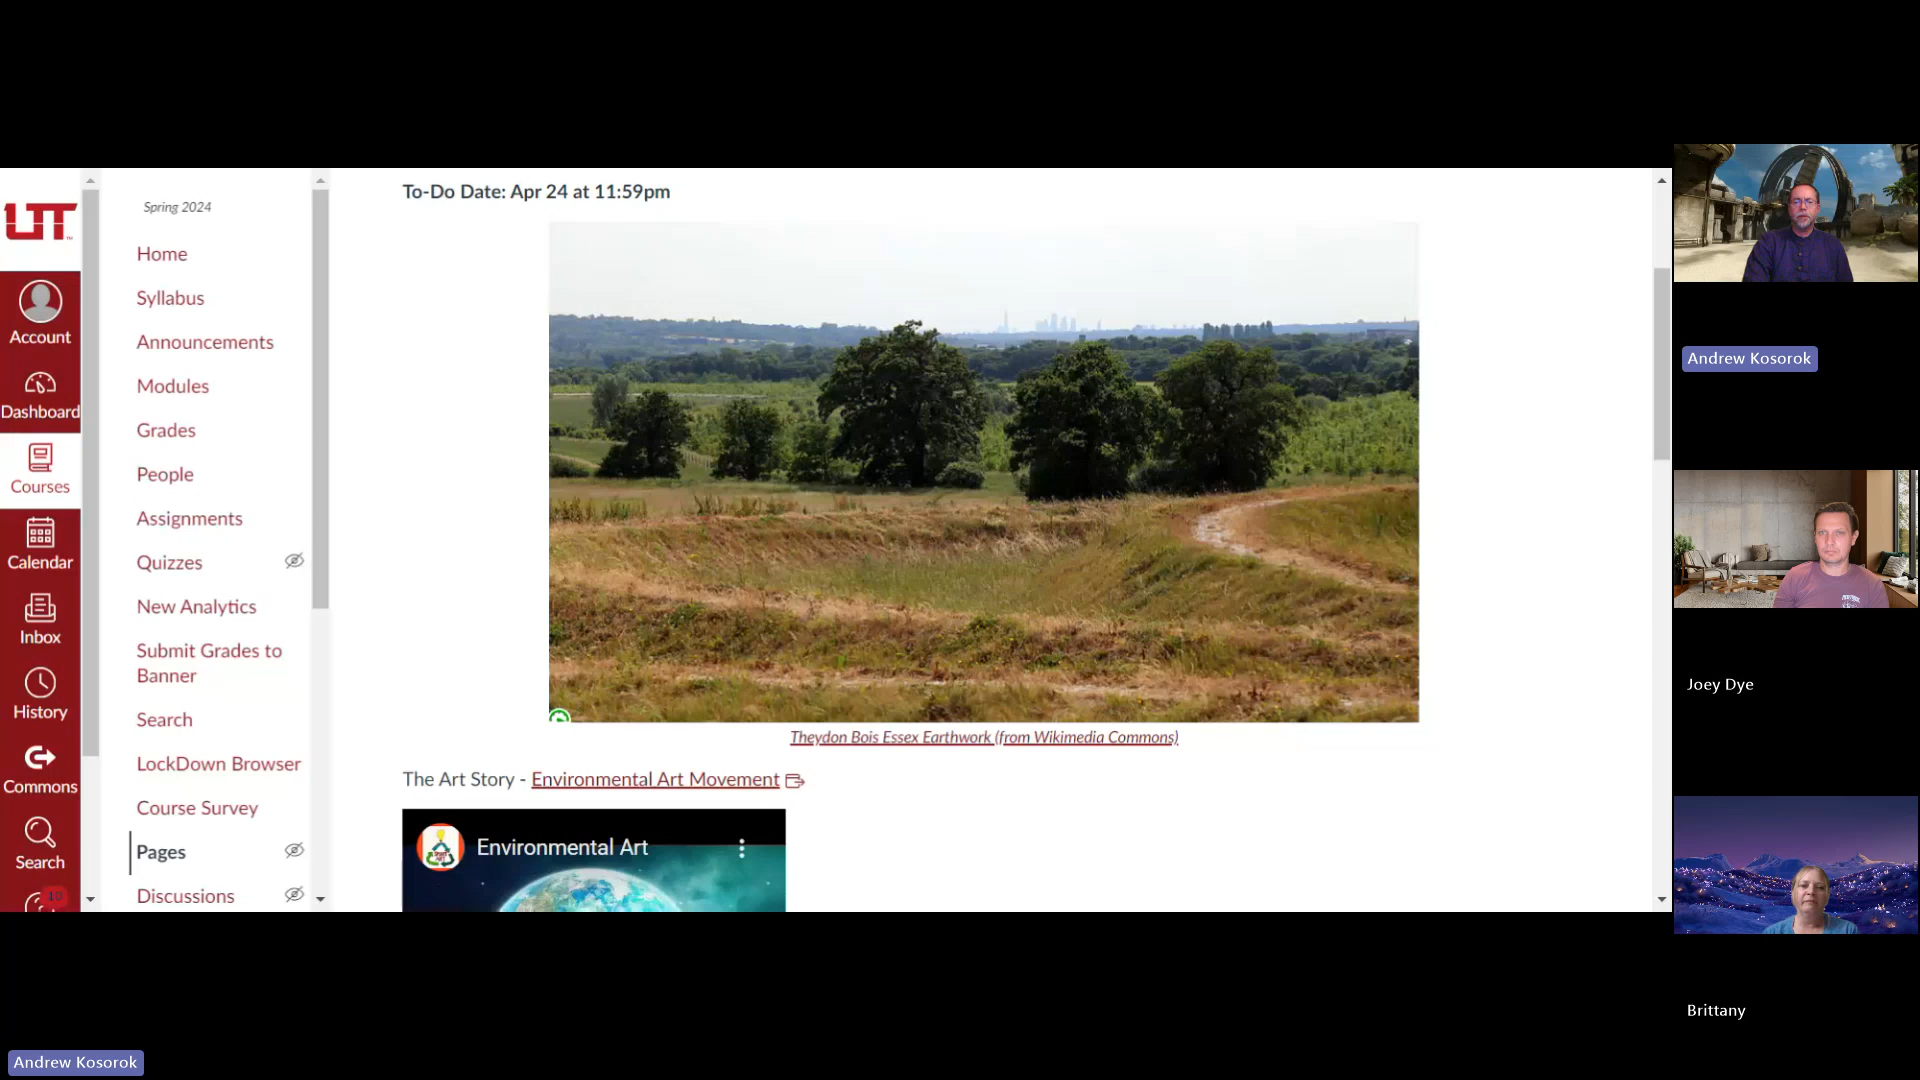 UT
Account
Dashboard
Courses
Calendar
Inbox
History
Commons
Search
10
Spring 2024
Home
Syllabus
Announcements
Modules
Grades
People
Assignments
Quizzes
New Analytics
Submit Grades to
Banner
Search
LockDown Browser
Course Survey
Pages
Discussions
To-Do Date: Apr 24 at 11:59pm
Theydon Bois Essex Earthwork (from Wikimedia Commons)
The Art Story - Environmental Art Movement
Environmental Art
Andrew Kosorok
Joey Dye
Brittany
Andrew Kosorok